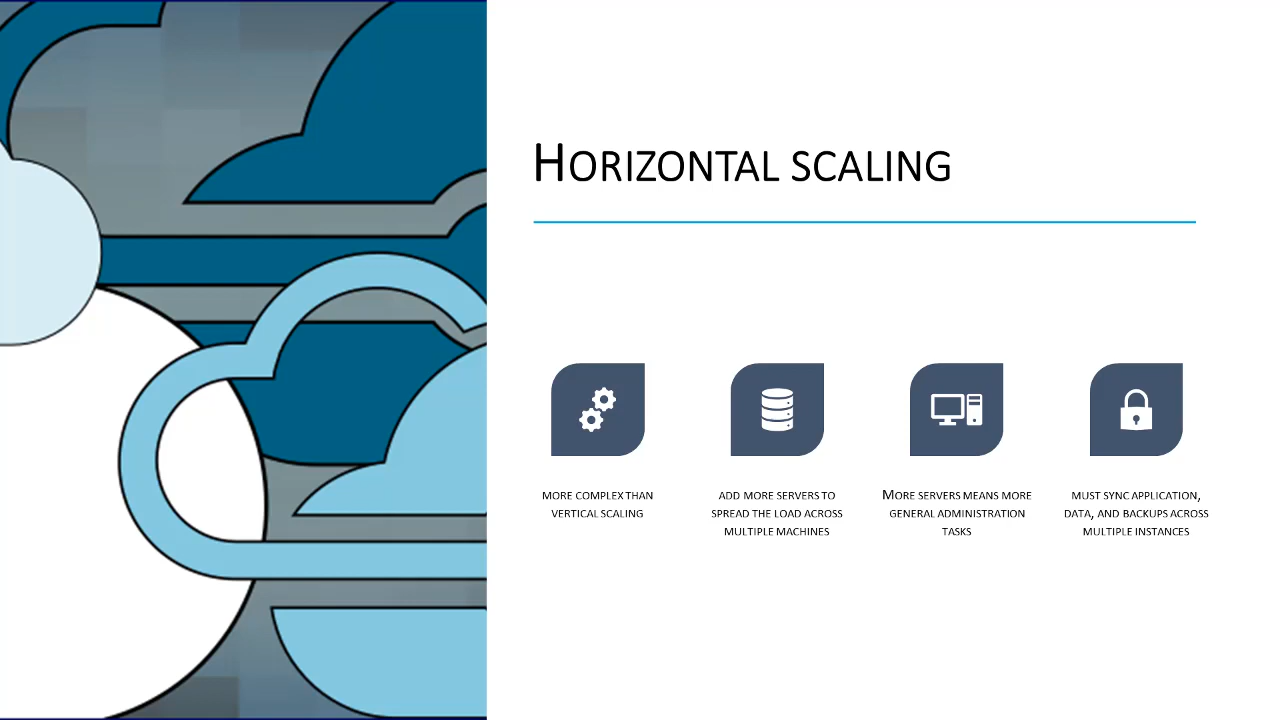 Horizontal scaling
more complex than
vertical scaling
add more servers to
spread the load across
multiple machines
More servers means more
general administration
tasks
must sync application,
data, and backups across
multiple instances